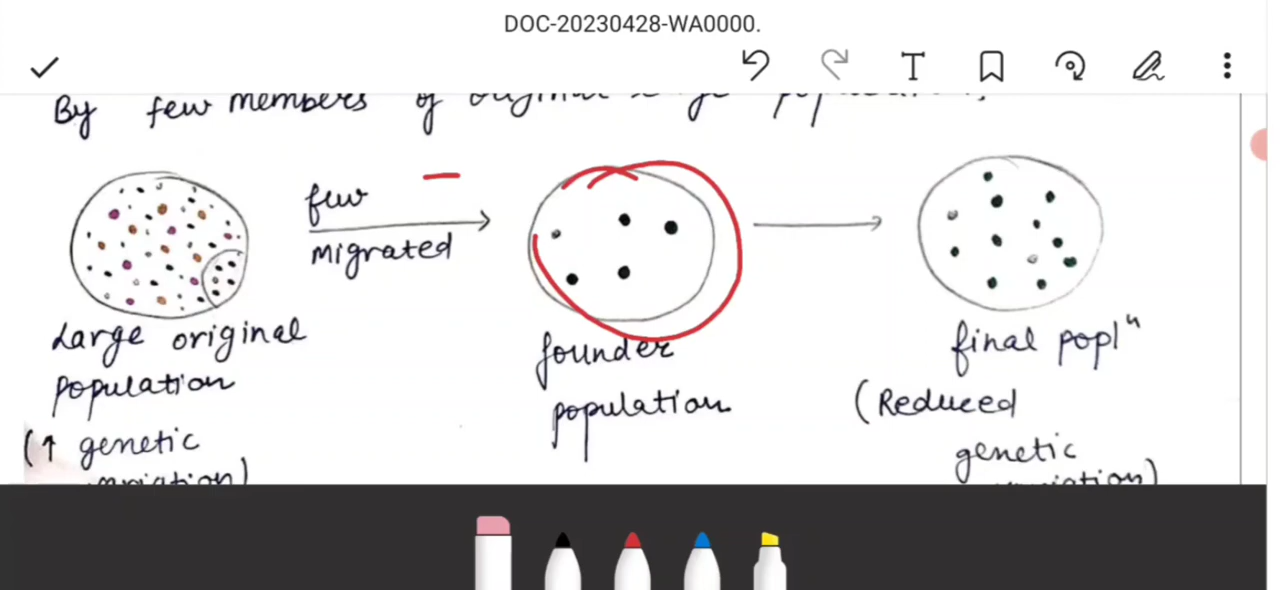 DOC-20230428-WA0000.
T
By few members of
few
migrated
Large original
population
(↑ genetic
founder
population
final popl"
(Reduced
genetic